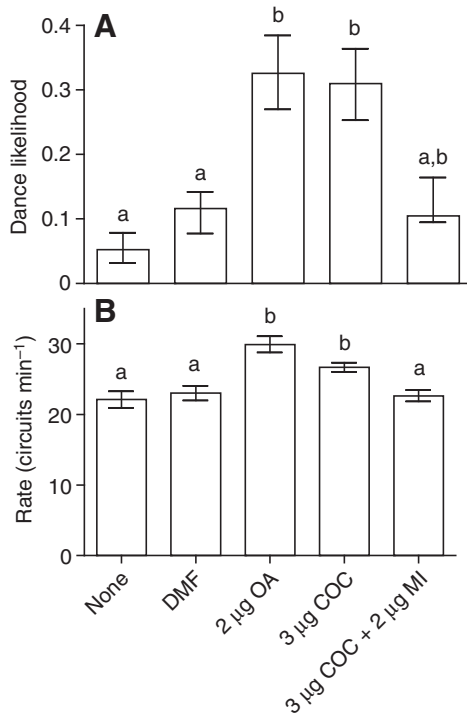 A
Dance likelihood
0.4
0.3
0.2
0.1
0
a
a
b
b
a,b
B
Rate (circuits min⁻¹)
30
20
10
0
a
a
b
b
a
None
DMF
2 µg OA
3 µg COC
3 µg COC + 2 µg MI